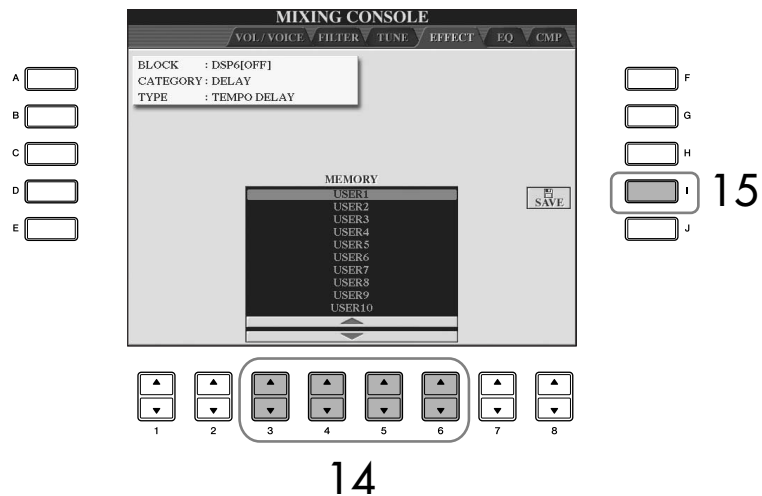 MIXING CONSOLE
VOL / VOICE FILTER TUNE EFFECT EQ CMP
BLOCK : DSP6[OFF]
CATEGORY : DELAY
TYPE : TEMPO DELAY
A
B
C
D
E
F
G
H
I
J
15
MEMORY
USER1
USER2
USER3
USER4
USER5
USER6
USER7
USER8
USER9
USER10
SAVE
1 2 3 4 5 6 7 8
14